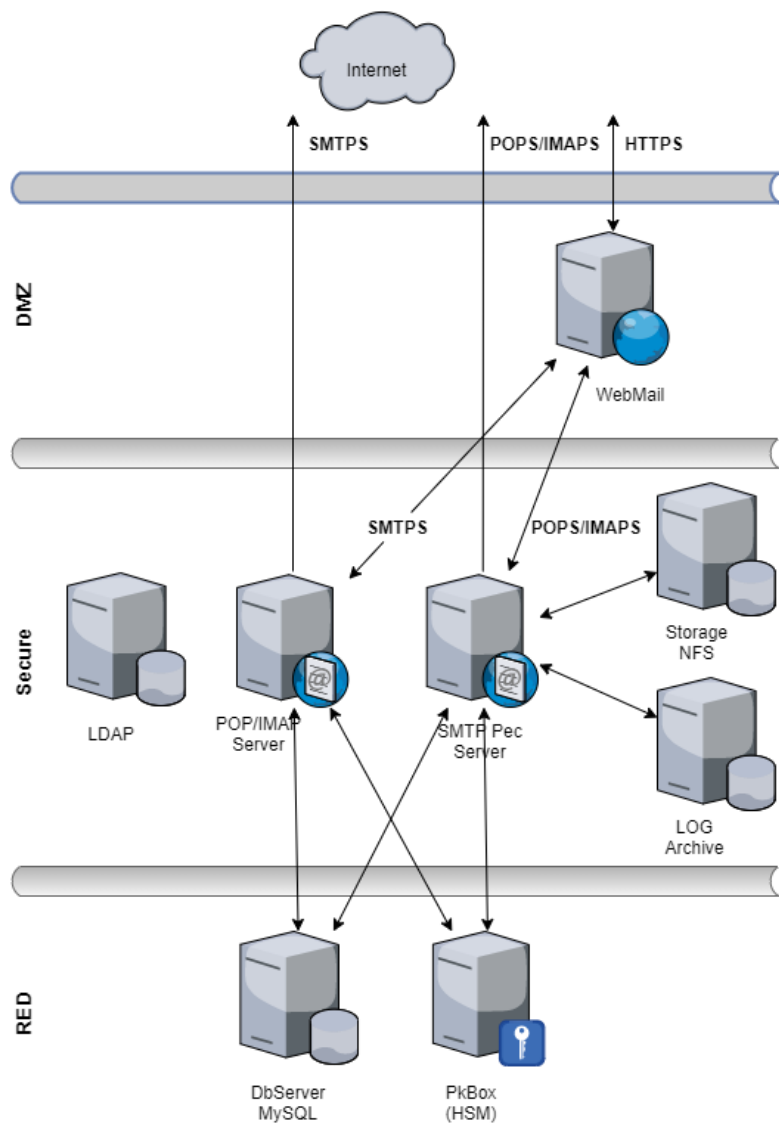 Internet
SMTPS
POPS/IMAPS
HTTPS
DMZ
WebMail
SMTPS
POPS/IMAPS
Secure
Storage
NFS
LDAP
POP/IMAP
Server
SMTP Pec
Server
LOG
Archive
RED
DbServer
MySQL
PkBox
(HSM)